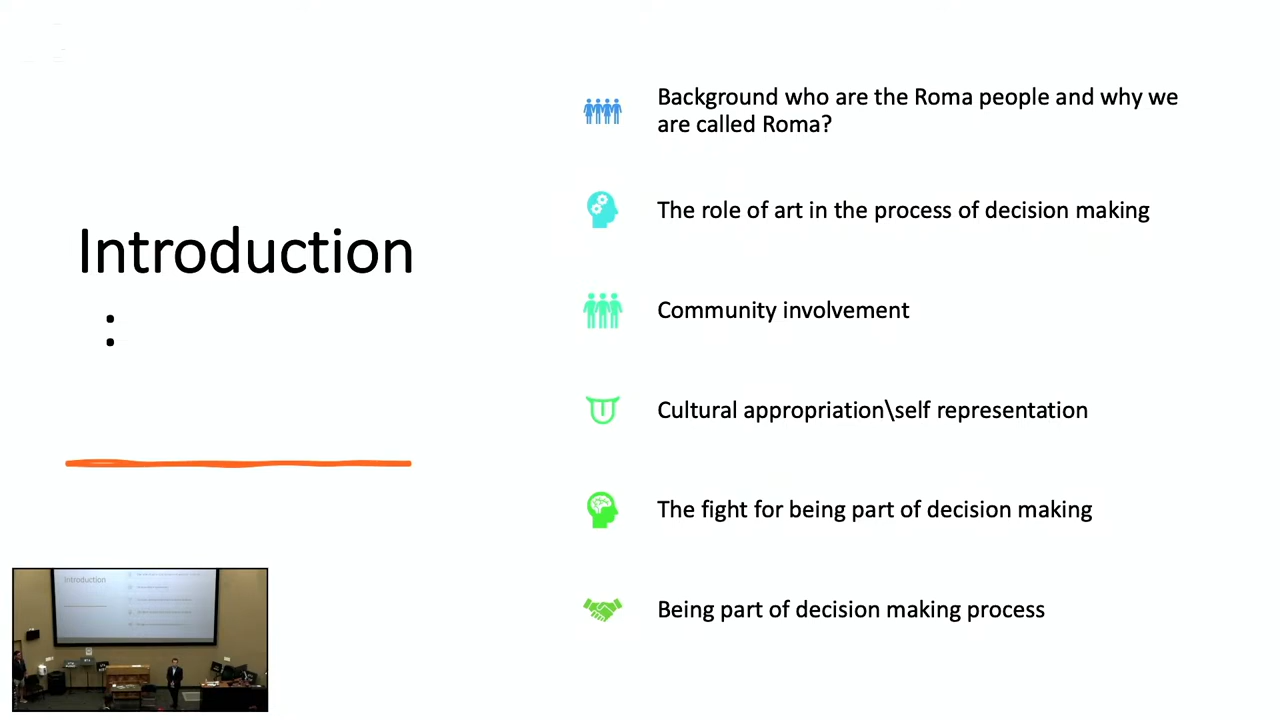 Introduction
:
Background who are the Roma people and why we
are called Roma?
The role of art in the process of decision making
Community involvement
Cultural appropriation\self representation
The fight for being part of decision making
Being part of decision making process
Introduction